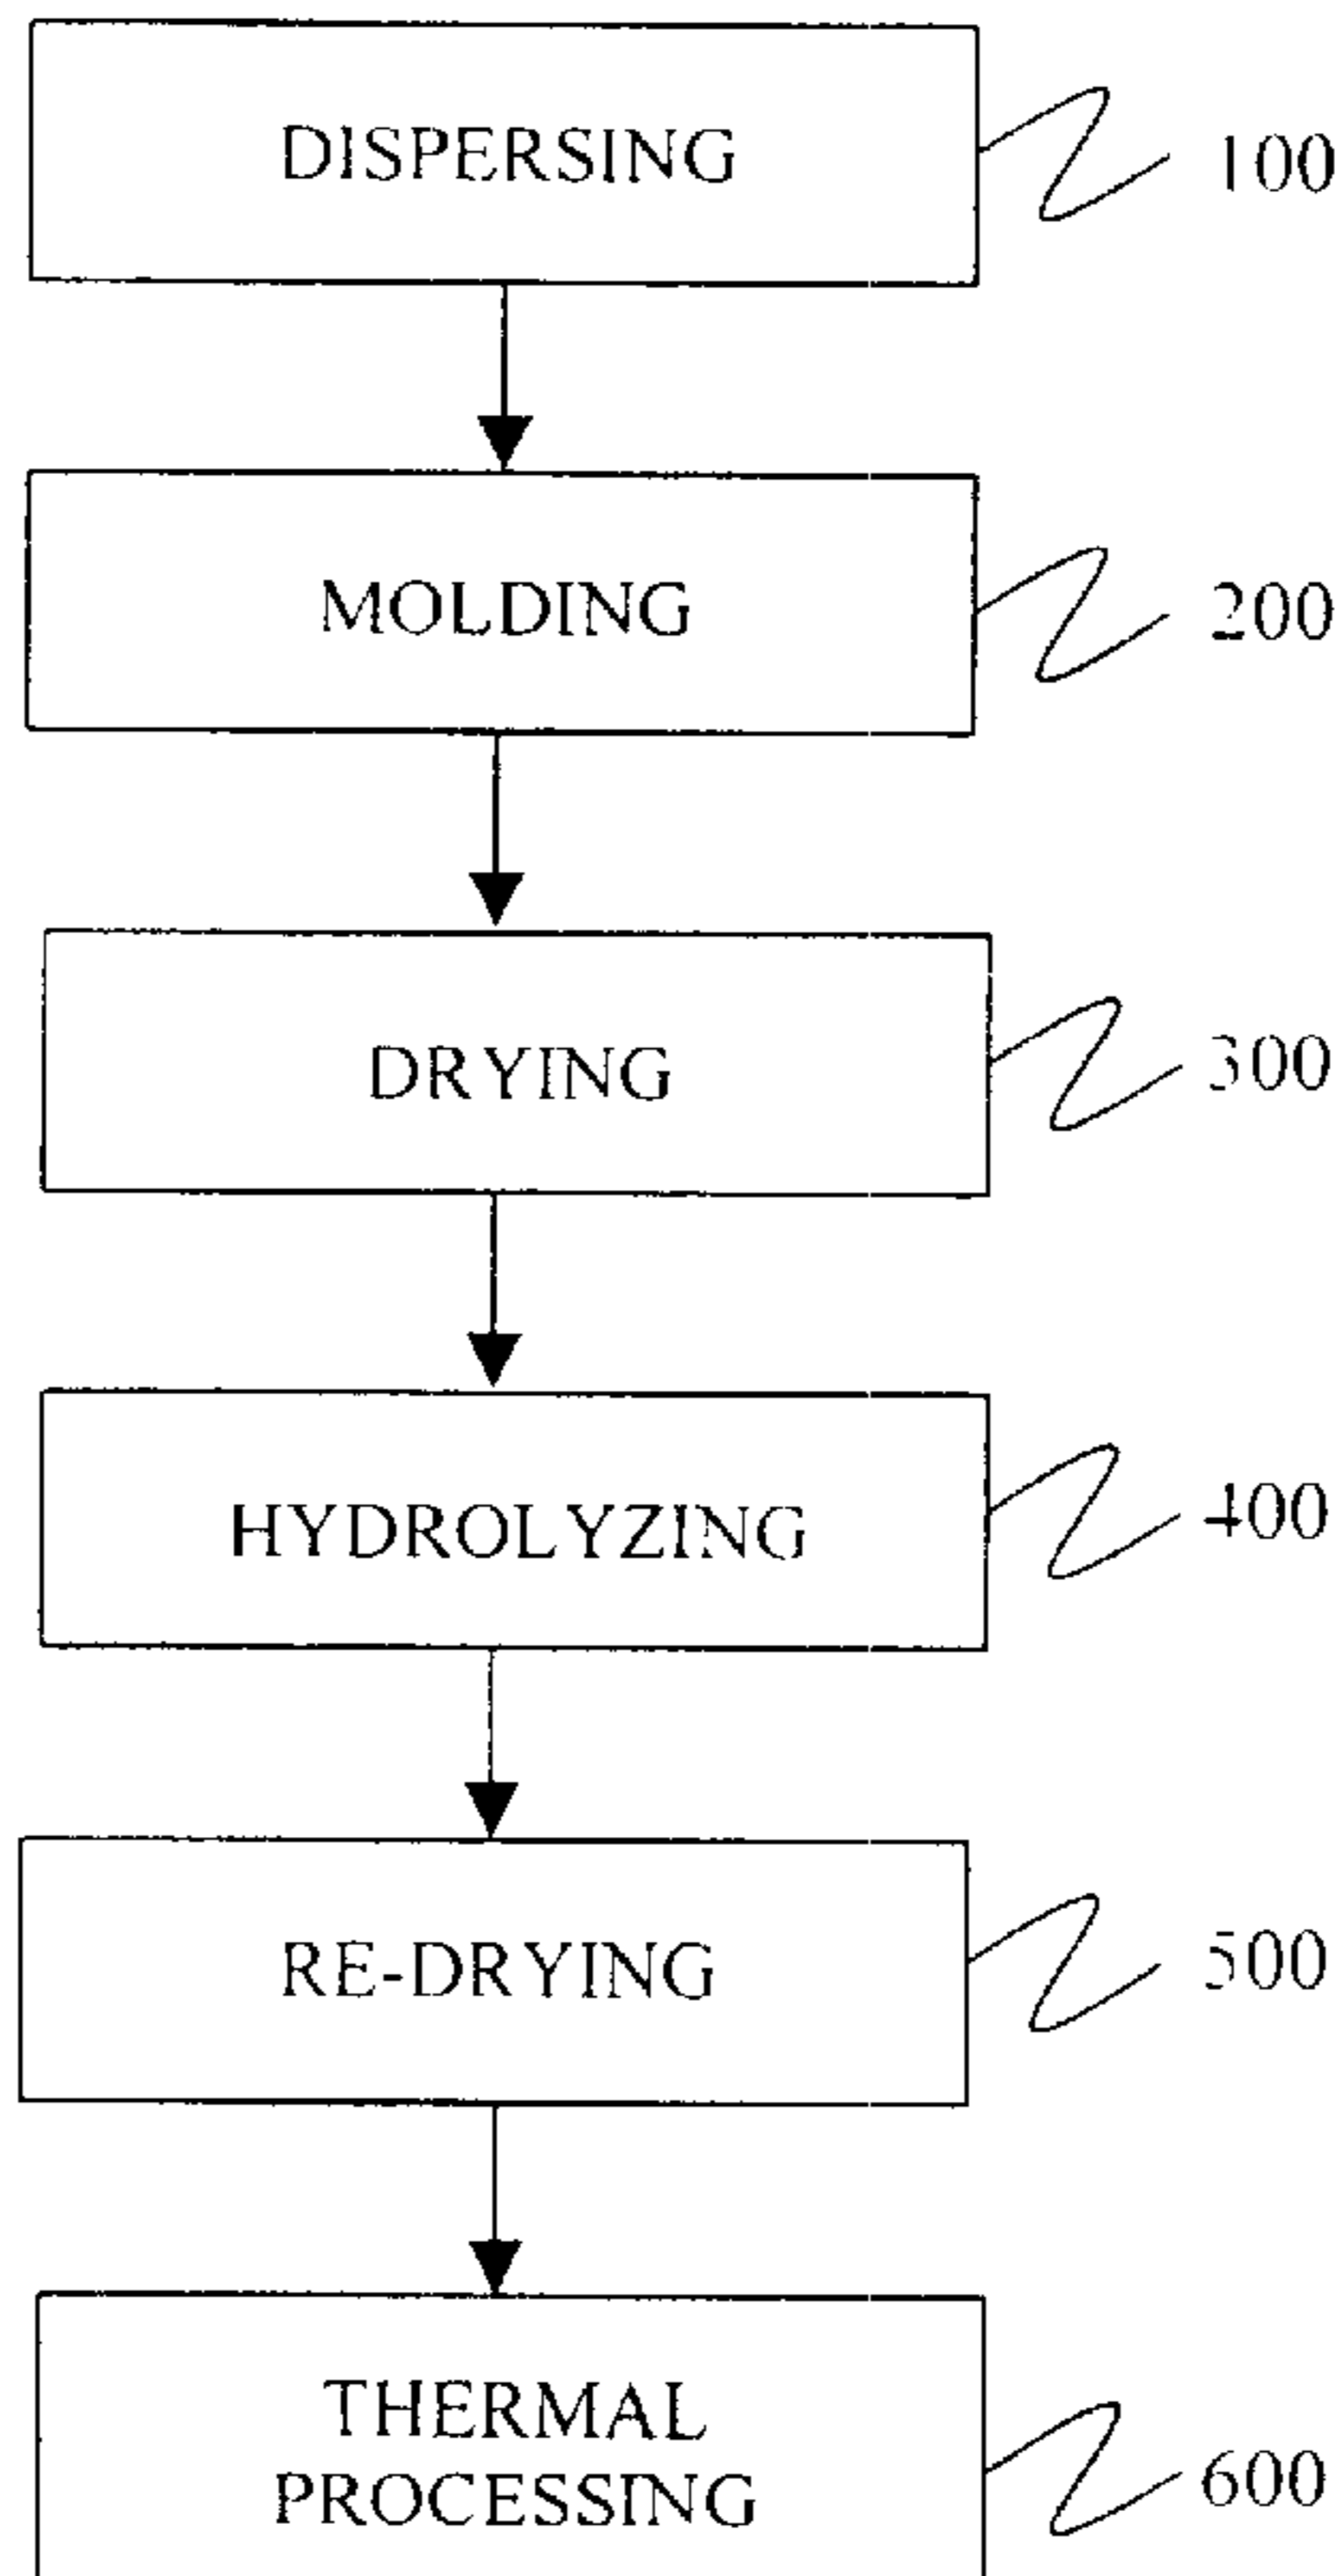 DISPERSING
100
MOLDING
200
DRYING
300
HYDROLYZING
400
RE-DRYING
500
THERMAL
PROCESSING
600